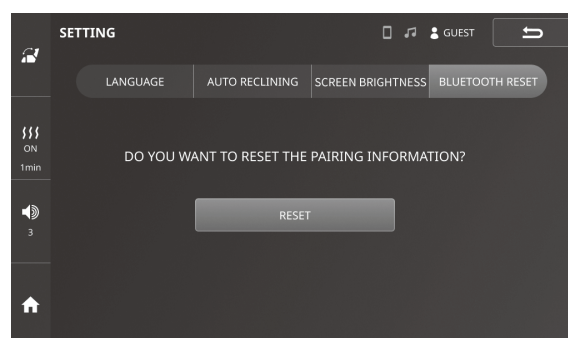 SETTING
GUEST
LANGUAGE
AUTO RECLINING
SCREEN BRIGHTNESS
BLUETOOTH RESET
ON
1min
DO YOU WANT TO RESET THE PAIRING INFORMATION?
3
RESET